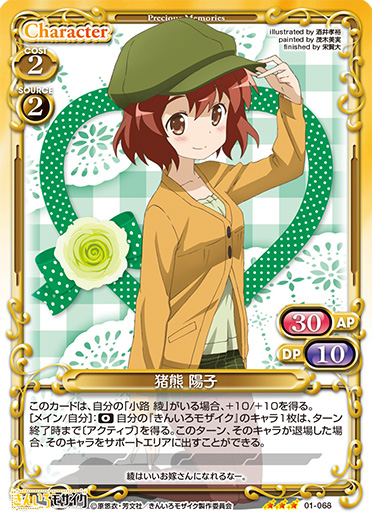 Precious Memories
Character
illustrated by 酒井孝裕
painted by 茂木美実
finished by 宋賢大
COST
2
SOURCE
2
30 AP
DP 10
猪熊 陽子
このカードは、自分の「小路 綾」がいる場合、+10/+10を得る。
[メイン/自分]:自分の『きんいろモザイク』のキャラ1枚は、ターン
終了時まで〔アクティブ〕を得る。このターン、そのキャラが退場した場
合、そのキャラをサポートエリアに出すことができる。
綾はいいお嫁さんになれるなー。
モザイク
©原悠衣・芳文社/きんいろモザイク製作委員会
01-068